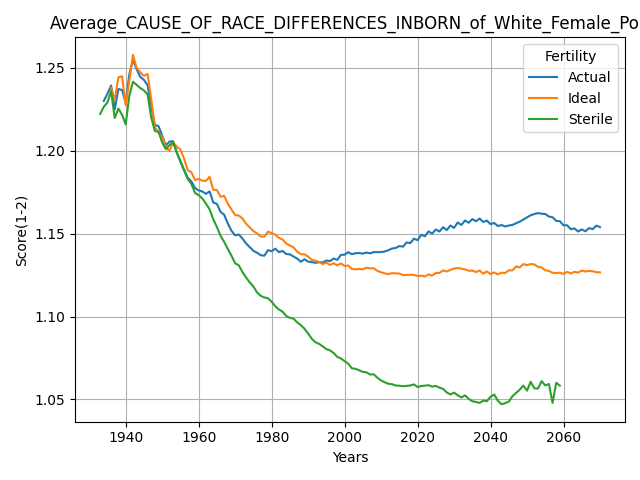 Average_CAUSE_OF_RACE_DIFFERENCES_INBORN_of_White_Female_Po
Fertility
Actual
Ideal
Sterile
1.25
1.20
1.15
1.10
1.05
Score(1-2)
1940
1960
1980
2000
2020
2040
2060
Years